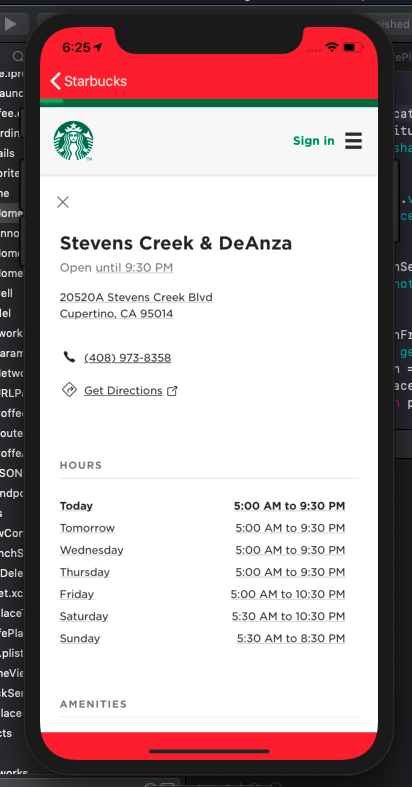 6:25
Starbucks
Sign in
Stevens Creek & DeAnza
Open until 9:30 PM
20520A Stevens Creek Blvd
Cupertino, CA 95014
(408) 973-8358
Get Directions
HOURS
Today 5:00 AM to 9:30 PM
Tomorrow 5:00 AM to 9:30 PM
Wednesday 5:00 AM to 9:30 PM
Thursday 5:00 AM to 9:30 PM
Friday 5:00 AM to 10:30 PM
Saturday 5:30 AM to 10:30 PM
Sunday 5:30 AM to 8:30 PM
AMENITIES